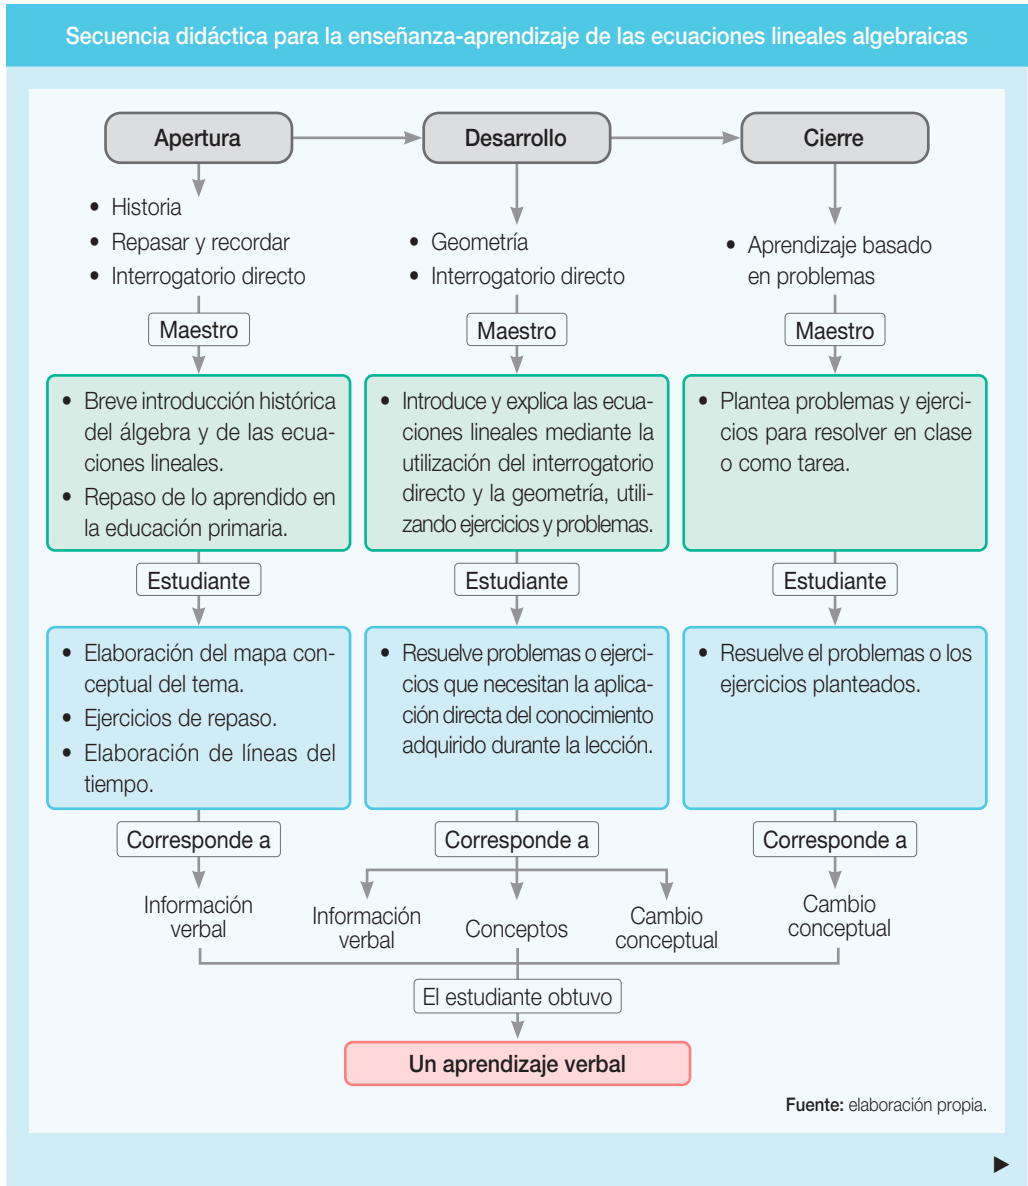 Secuencia didáctica para la enseñanza-aprendizaje de las ecuaciones lineales algebraicas
Apertura
Desarrollo
Cierre
• Historia
• Repasar y recordar
• Interrogatorio directo
• Geometría
• Interrogatorio directo
• Aprendizaje basado
en problemas
Maestro
Maestro
Maestro
• Breve introducción histórica
del álgebra y de las ecua-
ciones lineales.
• Repaso de lo aprendido en
la educación primaria.
• Introduce y explica las ecua-
ciones lineales mediante la
utilización del interrogatorio
directo y la geometría, utili-
zando ejercicios y problemas.
• Plantea problemas y ejerci-
cios para resolver en clase
o como tarea.
Estudiante
Estudiante
Estudiante
• Elaboración del mapa con-
ceptual del tema.
• Ejercicios de repaso.
• Elaboración de líneas del
tiempo.
• Resuelve problemas o ejerci-
cios que necesitan la aplica-
ción directa del conocimiento
adquirido durante la lección.
• Resuelve el problemas o los
ejercicios planteados.
Corresponde a
Corresponde a
Corresponde a
Información
verbal
Información
verbal
Conceptos
Cambio
conceptual
Cambio
conceptual
El estudiante obtuvo
Un aprendizaje verbal
Fuente: elaboración propia.